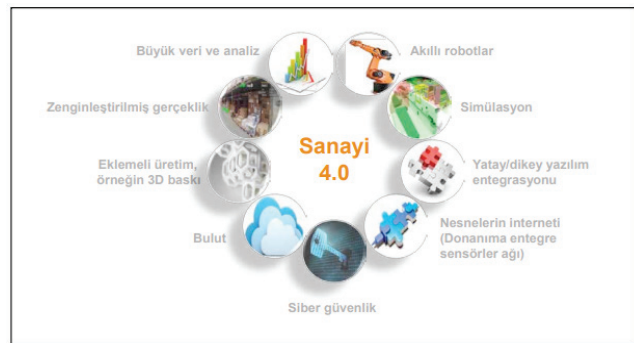 Büyük veri ve analiz
Akıllı robotlar
Zenginleştirilmiş gerçeklik
Simülasyon
Sanayi
4.0
Eklemeli üretim,
örneğin 3D baskı
Yatay/dikey yazılım
entegrasyonu
Bulut
Nesnelerin interneti
(Donanıma entegre
sensörler ağı)
Siber güvenlik